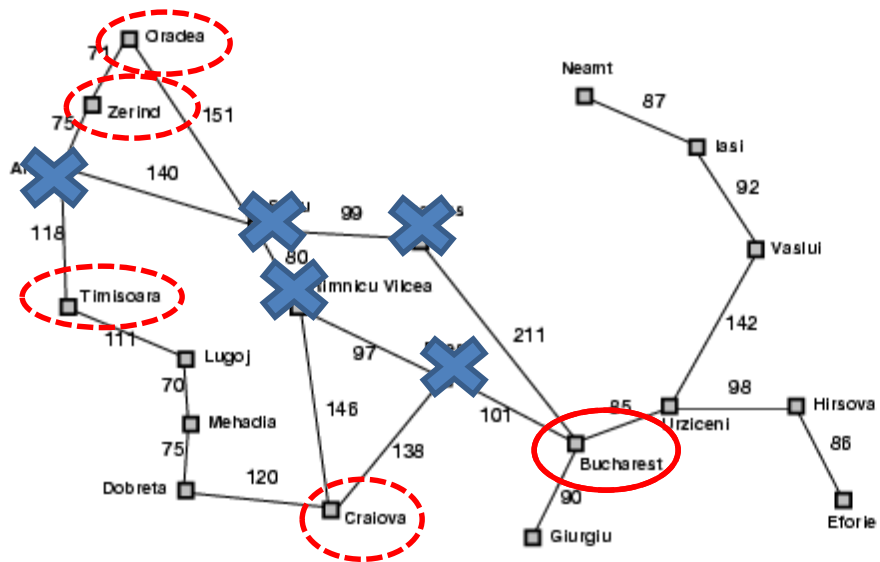 Oradea
71
Neamt
87
Zerind
151
75
Iasi
140
92
99
118
80
Vaslui
Timisoara
111
211
142
Lugoj
97
70
146
98
85
Hirsova
101
Urziceni
Mehadia
138
86
75
Bucharest
120
Dobreta
90
Craiova
Eforie
Giurgiu